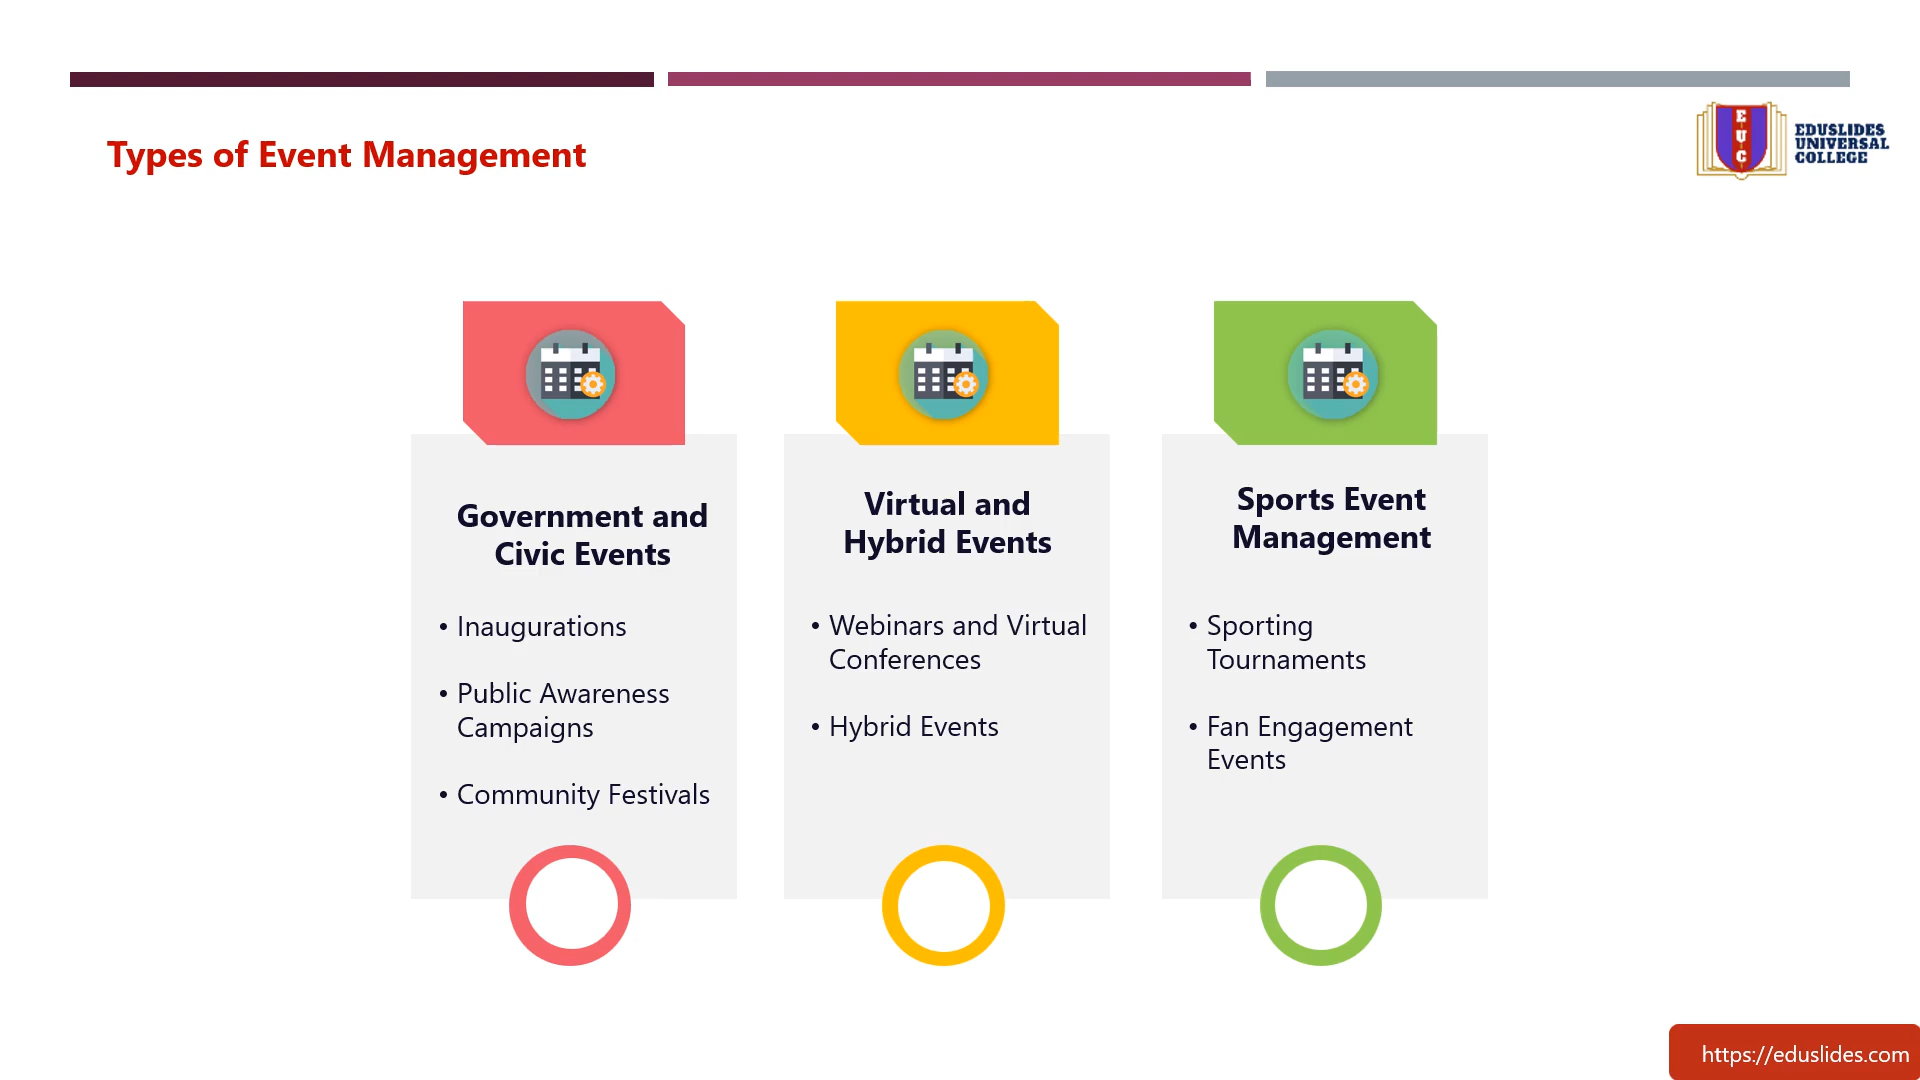 Types of Event Management
E
U
C
EDUSLIDES
UNIVERSAL
COLLEGE
Government and
Civic Events
• Inaugurations
• Public Awareness
Campaigns
• Community Festivals
Virtual and
Hybrid Events
• Webinars and Virtual
Conferences
• Hybrid Events
Sports Event
Management
• Sporting
Tournaments
• Fan Engagement
Events
https://eduslides.com